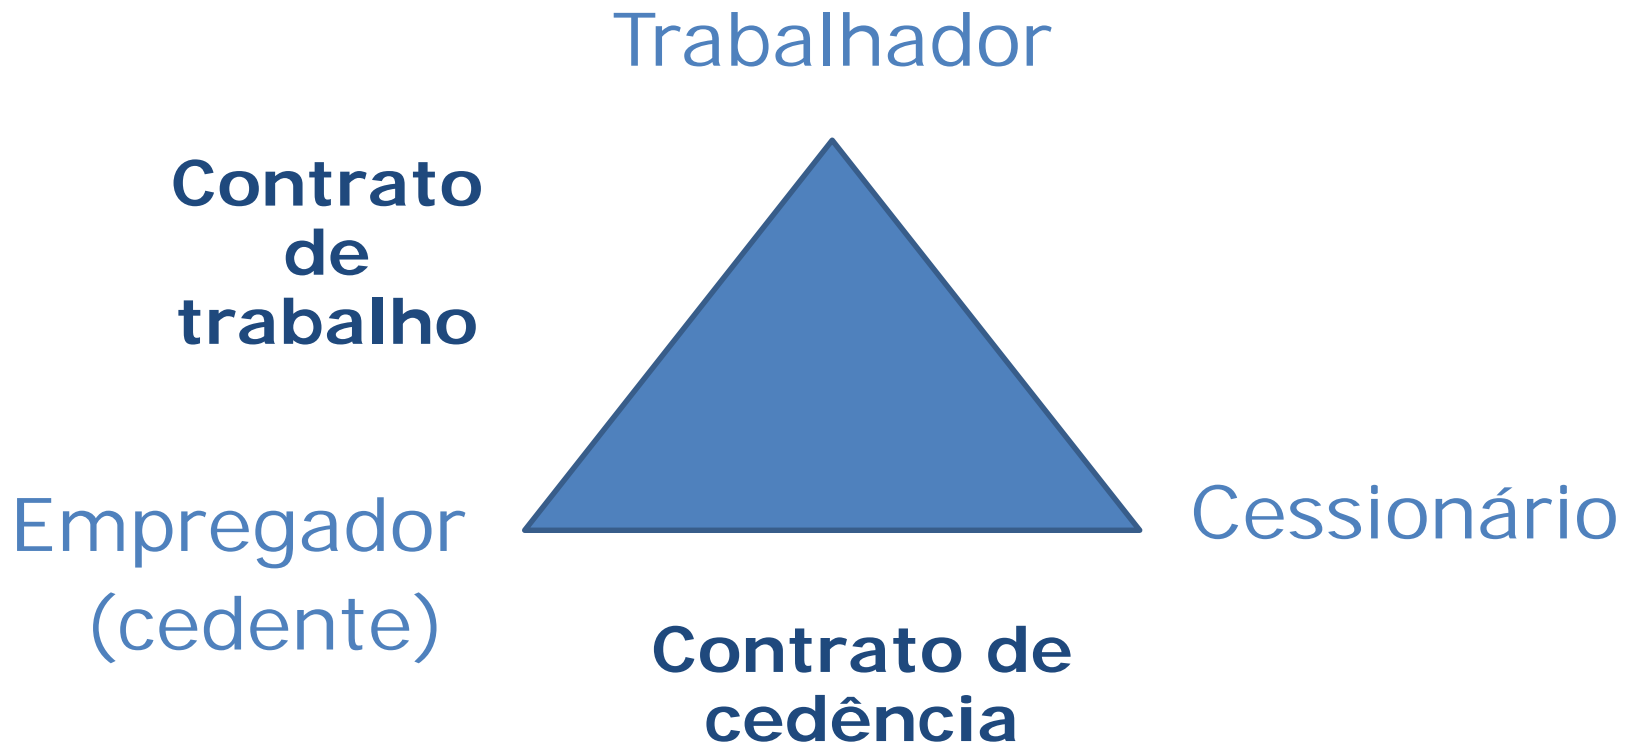 Trabalhador
Contrato
de
trabalho
Empregador
(cedente)
Cessionário
Contrato de
cedência